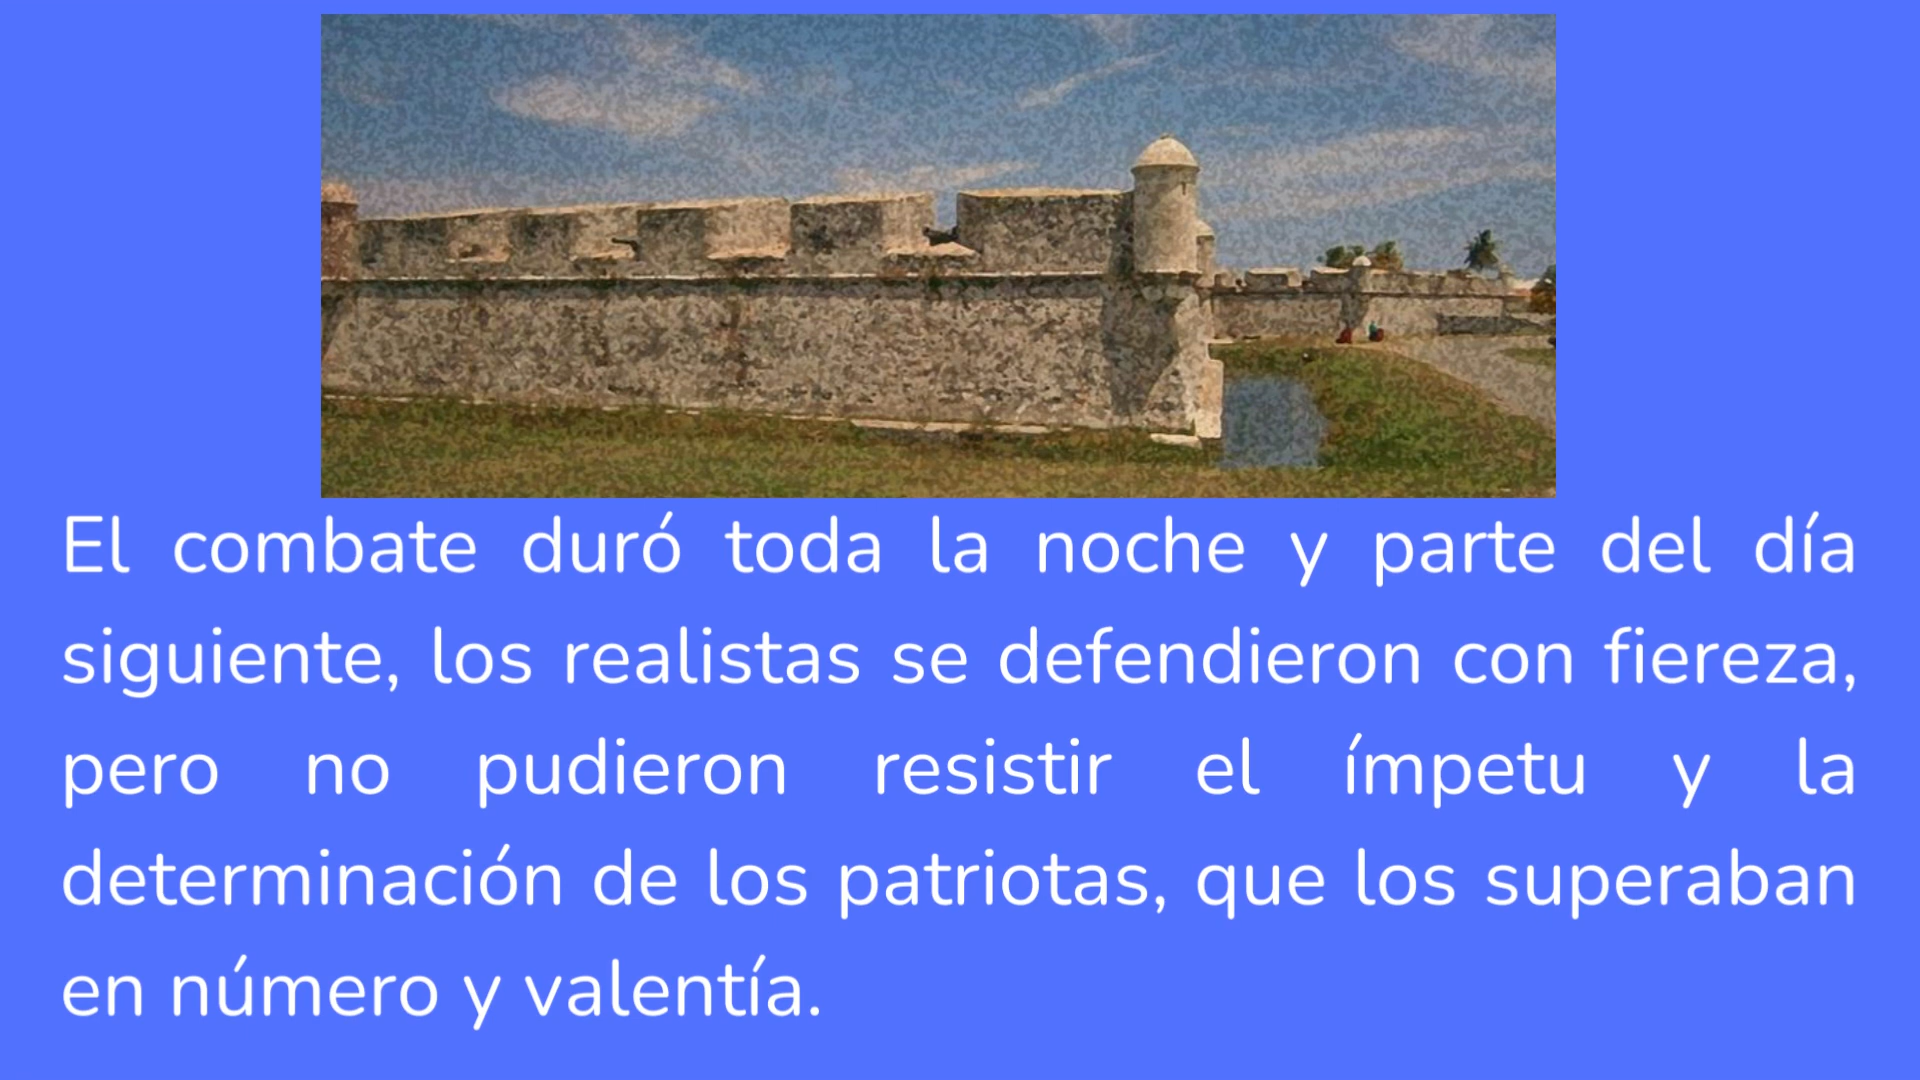 El combate duró toda la noche y parte del día
siguiente, los realistas se defendieron con fiereza,
pero no pudieron resistir el ímpetu y la
determinación de los patriotas, que los superaban
en número y valentía.